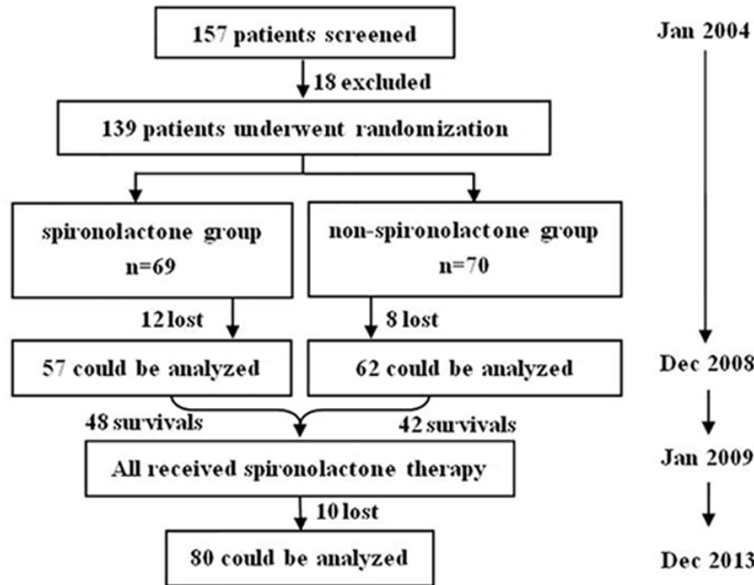 157 patients screened
Jan 2004
18 excluded
139 patients underwent randomization
spironolactone group
n=69
non-spironolactone group
n=70
12 lost
8 lost
57 could be analyzed
62 could be analyzed
Dec 2008
48 survivals
42 survivals
All received spironolactone therapy
Jan 2009
10 lost
80 could be analyzed
Dec 2013